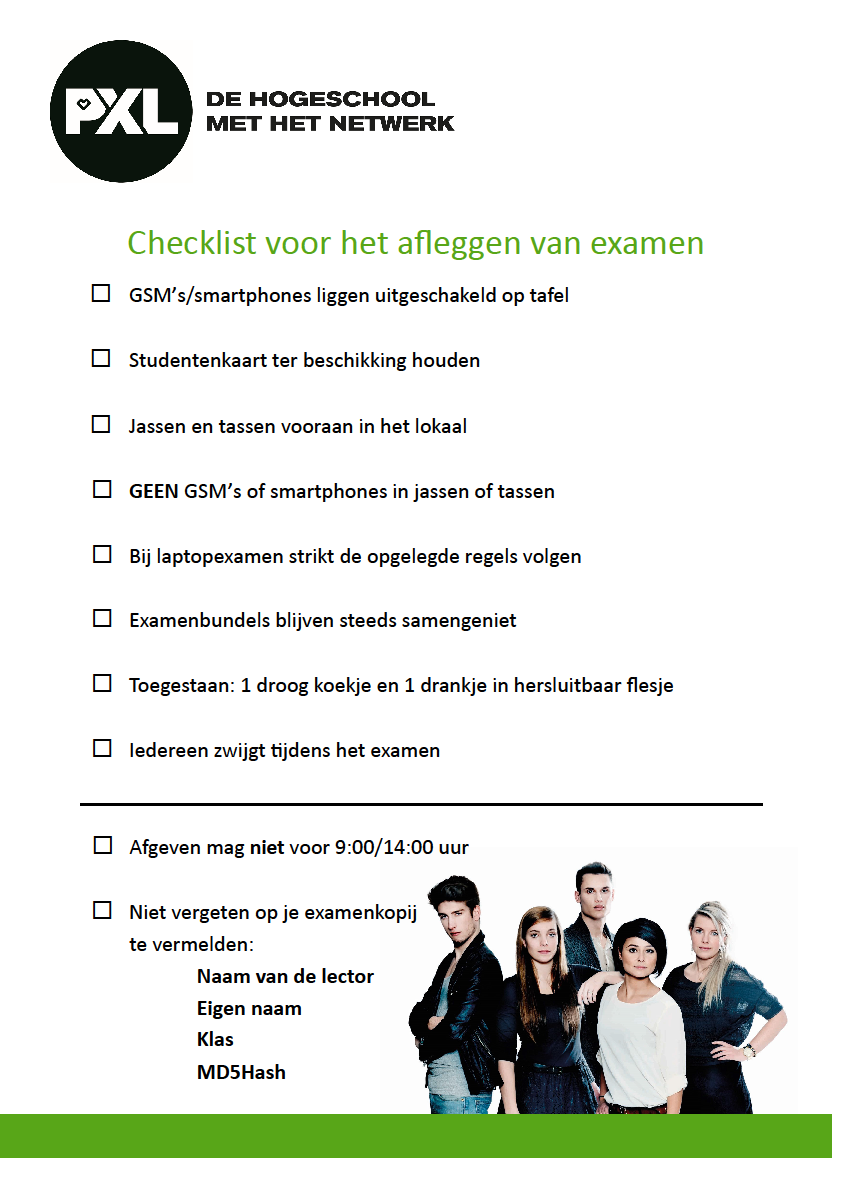 PXL
DE HOGESCHOOL
MET HET NETWERK
Checklist voor het afleggen van examen
☐ GSM’s/smartphones liggen uitgeschakeld op tafel
☐ Studentenkaart ter beschikking houden
☐ Jassen en tassen vooraan in het lokaal
☐ GEEN GSM’s of smartphones in jassen of tassen
☐ Bij laptopexamen strikt de opgelegde regels volgen
☐ Examenbundels blijven steeds samengeniet
☐ Toegestaan: 1 droog koekje en 1 drankje in hersluitbaar flesje
☐ Iedereen zwijgt tijdens het examen
☐ Afgeven mag niet voor 9:00/14:00 uur
☐ Niet vergeten op je examenkopij
te vermelden:
Naam van de lector
Eigen naam
Klas
MD5Hash